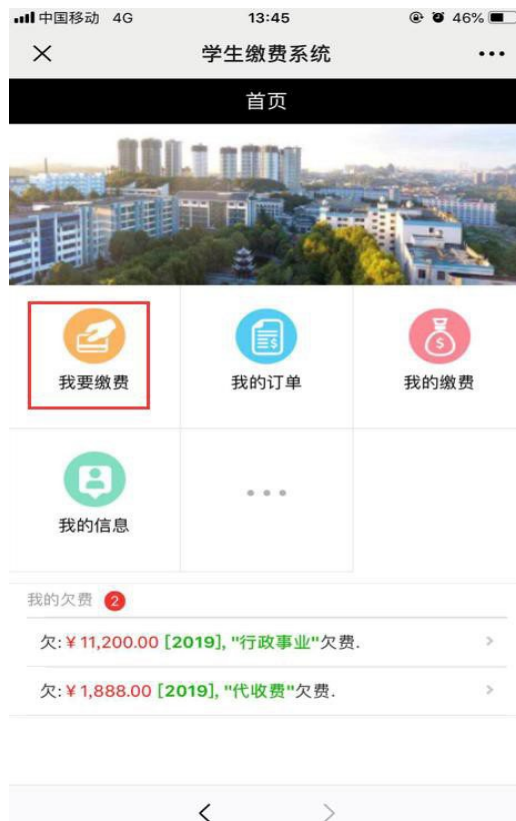 中国移动 4G 13:45 46%
学生缴费系统
首页
我要缴费 我的订单 我的缴费
我的信息
我的欠费 2
欠:¥11,200.00 [2019], "行政事业"欠费.
欠:¥1,888.00 [2019], "代收费"欠费.